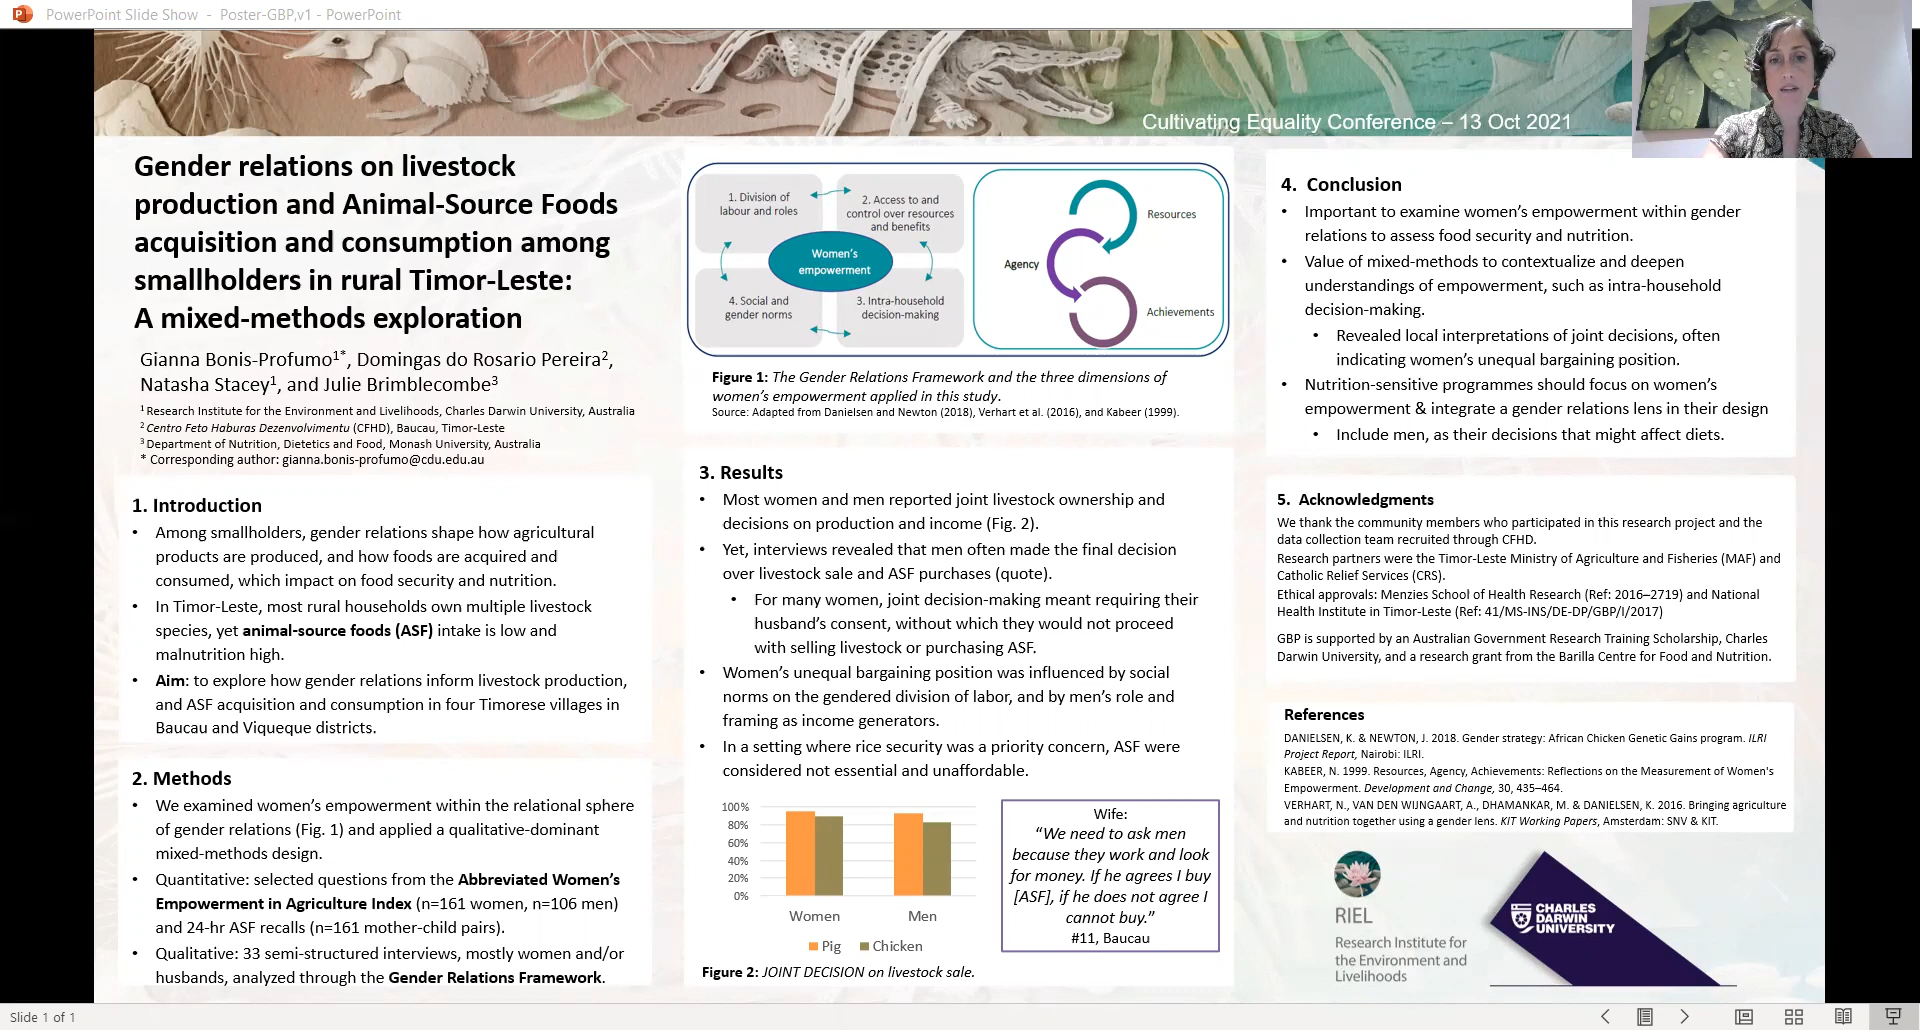 PowerPoint Slide Show - Poster-GBP,v1 - PowerPoint
Cultivating Equality Conference – 13 Oct 2021
Gender relations on livestock
production and Animal-Source Foods
acquisition and consumption among
smallholders in rural Timor-Leste:
A mixed-methods exploration
Gianna Bonis-Profumo1*, Domingas do Rosario Pereira2,
Natasha Stacey1, and Julie Brimblecombe3
1 Research Institute for the Environment and Livelihoods, Charles Darwin University, Australia
2 Centro Feto Haburas Dezenvolvimentu (CFHD), Baucau, Timor-Leste
3 Department of Nutrition, Dietetics and Food, Monash University, Australia
* Corresponding author: gianna.bonis-profumo@cdu.edu.au
1. Introduction
• Among smallholders, gender relations shape how agricultural
products are produced, and how foods are acquired and
consumed, which impact on food security and nutrition.
• In Timor-Leste, most rural households own multiple livestock
species, yet animal-source foods (ASF) intake is low and
malnutrition high.
• Aim: to explore how gender relations inform livestock production,
and ASF acquisition and consumption in four Timorese villages in
Baucau and Viqueque districts.
2. Methods
• We examined women's empowerment within the relational sphere
of gender relations (Fig. 1) and applied a qualitative-dominant
mixed-methods design.
• Quantitative: selected questions from the Abbreviated Women's
Empowerment in Agriculture Index (n=161 women, n=106 men)
and 24-hr ASF recalls (n=161 mother-child pairs).
• Qualitative: 33 semi-structured interviews, mostly women and/or
husbands, analyzed through the Gender Relations Framework.
1. Division of
labour and roles
2. Access to and
control over resources
and benefits
Women's
empowerment
4. Social and
gender norms
3. Intra-household
decision-making
Resources
Agency
Achievements
Figure 1: The Gender Relations Framework and the three dimensions of
women's empowerment applied in this study.
Source: Adapted from Danielsen and Newton (2018), Verhart et al. (2016), and Kabeer (1999).
3. Results
• Most women and men reported joint livestock ownership and
decisions on production and income (Fig. 2).
• Yet, interviews revealed that men often made the final decision
over livestock sale and ASF purchases (quote).
• For many women, joint decision-making meant requiring their
husband's consent, without which they would not proceed
with selling livestock or purchasing ASF.
• Women's unequal bargaining position was influenced by social
norms on the gendered division of labor, and by men's role and
framing as income generators.
• In a setting where rice security was a priority concern, ASF were
considered not essential and unaffordable.
100%
80%
60%
40%
20%
0%
Women Men
Pig Chicken
Figure 2: JOINT DECISION on livestock sale.
Wife:
"We need to ask men
because they work and look
for money. If he agrees I buy
[ASF], if he does not agree I
cannot buy."
#11, Baucau
4. Conclusion
• Important to examine women's empowerment within gender
relations to assess food security and nutrition.
• Value of mixed-methods to contextualize and deepen
understandings of empowerment, such as intra-household
decision-making.
• Revealed local interpretations of joint decisions, often
indicating women's unequal bargaining position.
• Nutrition-sensitive programmes should focus on women's
empowerment & integrate a gender relations lens in their design
• Include men, as their decisions that might affect diets.
5. Acknowledgments
We thank the community members who participated in this research project and the
data collection team recruited through CFHD.
Research partners were the Timor-Leste Ministry of Agriculture and Fisheries (MAF) and
Catholic Relief Services (CRS).
Ethical approvals: Menzies School of Health Research (Ref: 2016–2719) and National
Health Institute in Timor-Leste (Ref: 41/MS-INS/DE-DP/GBP/I/2017)
GBP is supported by an Australian Government Research Training Scholarship, Charles
Darwin University, and a research grant from the Barilla Centre for Food and Nutrition.
References
DANIELSEN, K. & NEWTON, J. 2018. Gender strategy: African Chicken Genetic Gains program. ILRI
Project Report, Nairobi: ILRI.
KABEER, N. 1999. Resources, Agency, Achievements: Reflections on the Measurement of Women's
Empowerment. Development and Change, 30, 435–464.
VERHART, N., VAN DEN WIJNGAART, A., DHAMANKAR, M. & DANIELSEN, K. 2016. Bringing agriculture
and nutrition together using a gender lens. KIT Working Papers, Amsterdam: SNV & KIT.
RIEL
Research Institute for
the Environment and
Livelihoods
CHARLES
DARWIN
UNIVERSITY
Slide 1 of 1